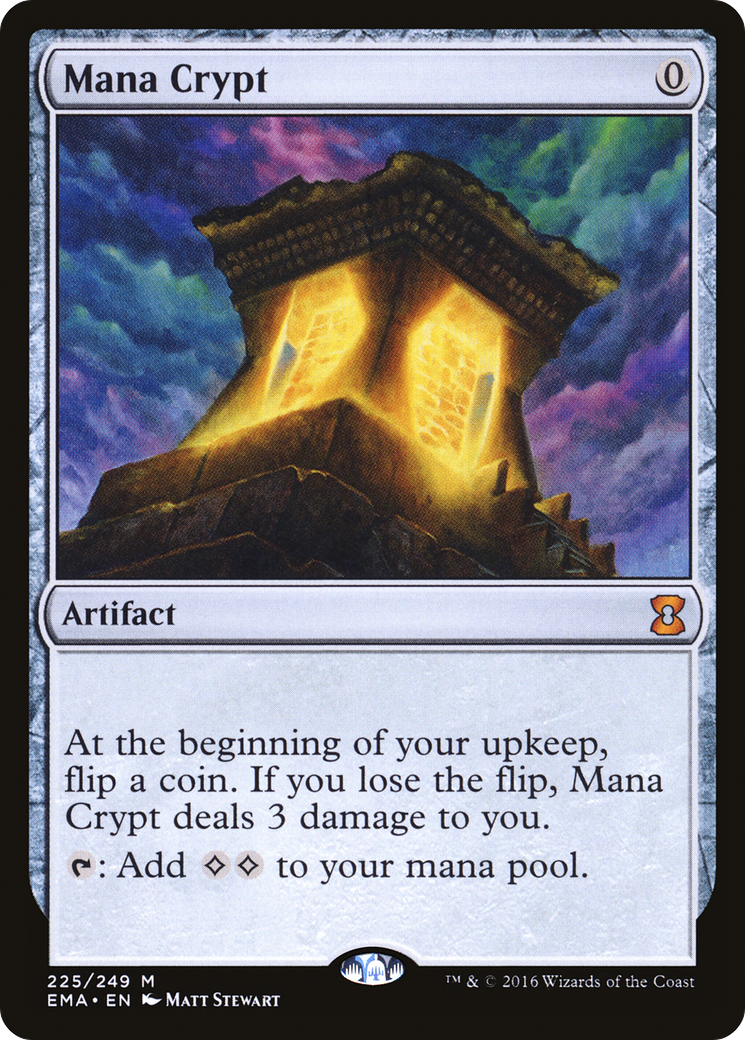 Mana Crypt 0
Artifact
At the beginning of your upkeep,
flip a coin. If you lose the flip, Mana
Crypt deals 3 damage to you.
: Add to your mana pool.
225/249 M
EMA • EN Matt Stewart
™ & © 2016 Wizards of the Coast